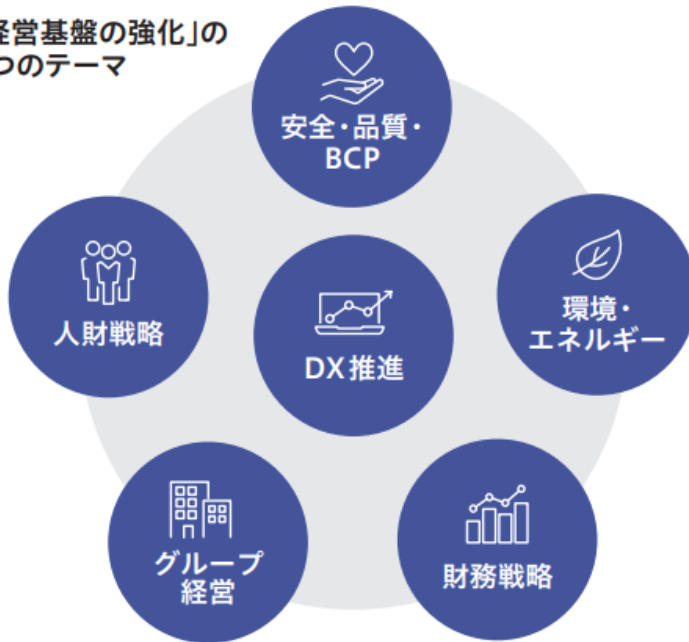 経営基盤の強化」の
つのテーマ
安全・品質・
BCP
人財戦略
環境・
エネルギー
DX推進
グループ
経営
財務戦略